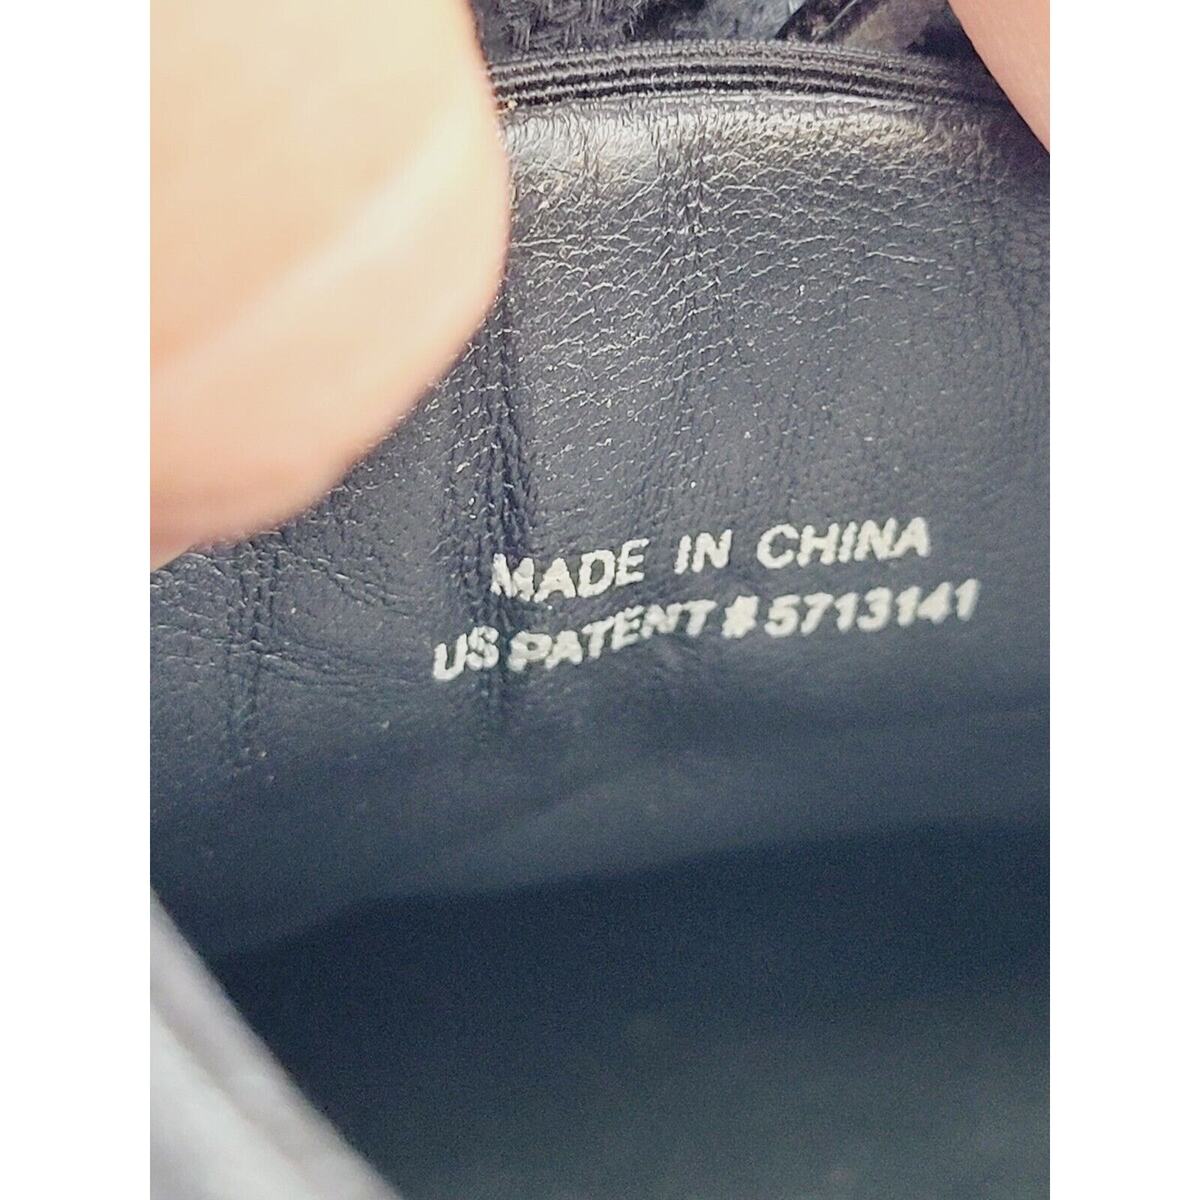 MADE IN CHINA
US PATENT # 5713141